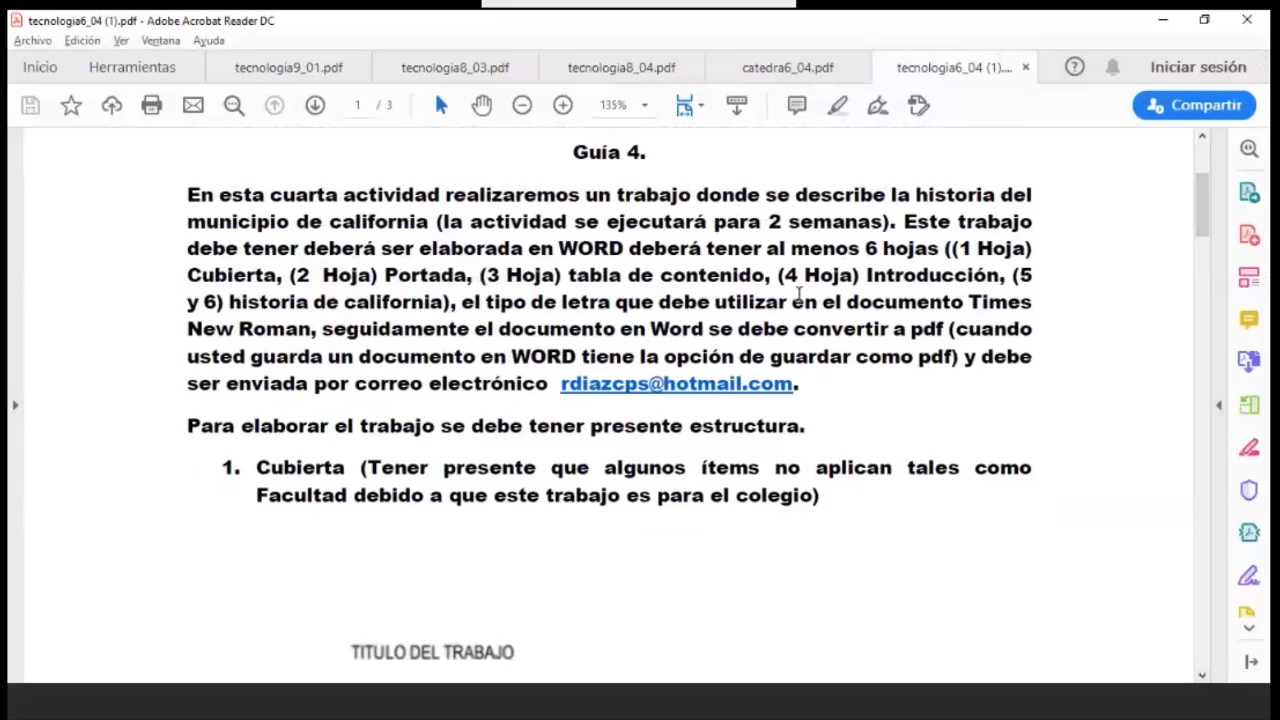 tecnologia6_04 (1).pdf - Adobe Acrobat Reader DC
Archivo Edición Ver Ventana Ayuda
Inicio Herramientas tecnologia9_01.pdf tecnologia8_03.pdf tecnologia8_04.pdf catedra6_04.pdf tecnologia6_04 (1).... × Iniciar sesión
1 / 3 135% Compartir
Guía 4.
En esta cuarta actividad realizaremos un trabajo donde se describe la historia del
municipio de california (la actividad se ejecutará para 2 semanas). Este trabajo
debe tener deberá ser elaborada en WORD deberá tener al menos 6 hojas ((1 Hoja)
Cubierta, (2 Hoja) Portada, (3 Hoja) tabla de contenido, (4 Hoja) Introducción, (5
y 6) historia de california), el tipo de letra que debe utilizar en el documento Times
New Roman, seguidamente el documento en Word se debe convertir a pdf (cuando
usted guarda un documento en WORD tiene la opción de guardar como pdf) y debe
ser enviada por correo electrónico rdiazcps@hotmail.com.
Para elaborar el trabajo se debe tener presente estructura.
1. Cubierta (Tener presente que algunos ítems no aplican tales como
Facultad debido a que este trabajo es para el colegio)
TITULO DEL TRABAJO